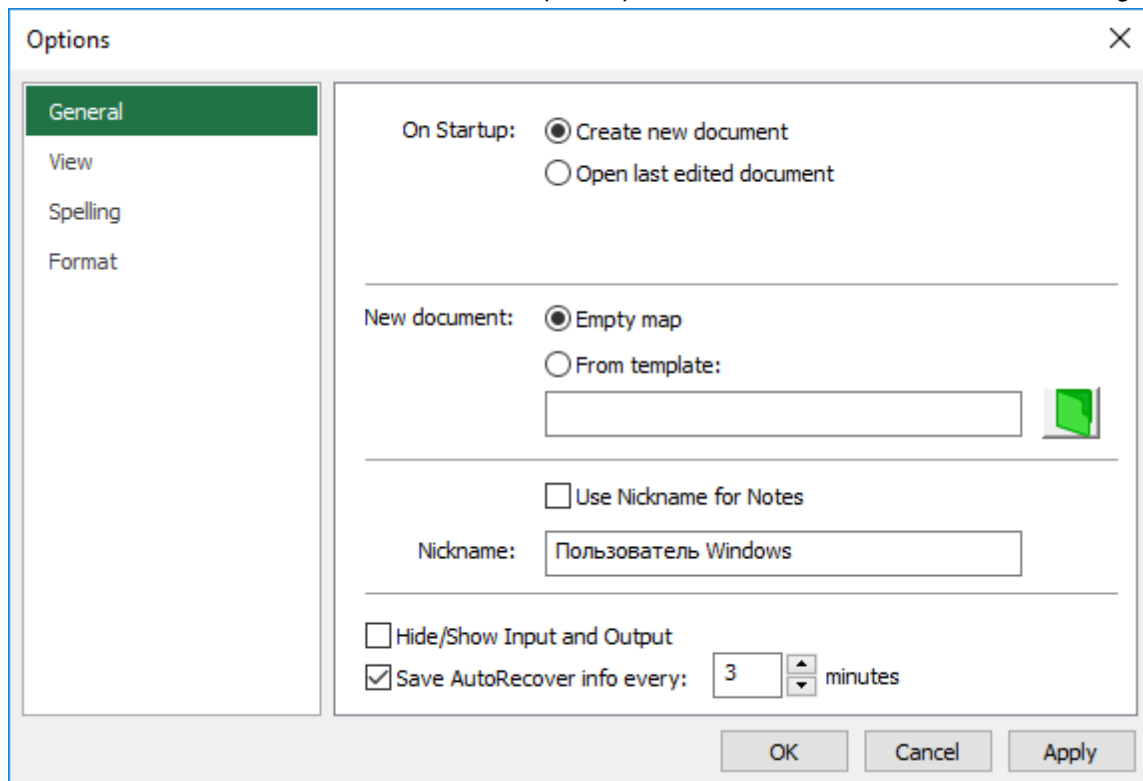 Options
General
View
Spelling
Format
On Startup:
Create new document
Open last edited document
New document:
Empty map
From template:
Use Nickname for Notes
Nickname:
Пользователь Windows
Hide/Show Input and Output
Save AutoRecover info every: 3 minutes
OK Cancel Apply